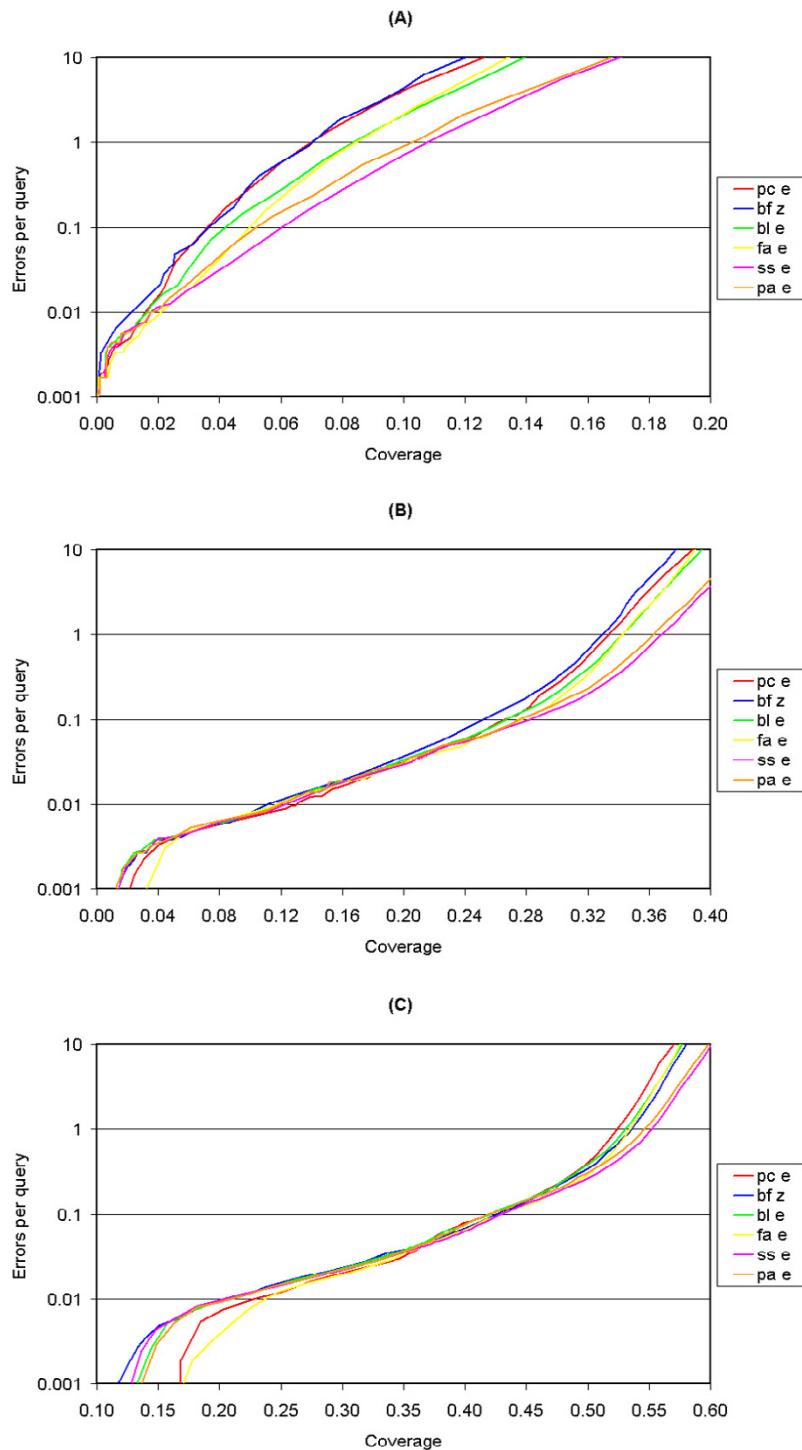 (A)
Errors per query
10
1
0.1
0.01
0.001
0.00 0.02 0.04 0.06 0.08 0.10 0.12 0.14 0.16 0.18 0.20
Coverage
pc e
bf z
bl e
fa e
ss e
pa e
(B)
Errors per query
10
1
0.1
0.01
0.001
0.00 0.04 0.08 0.12 0.16 0.20 0.24 0.28 0.32 0.36 0.40
Coverage
pc e
bf z
bl e
fa e
ss e
pa e
(C)
Errors per query
10
1
0.1
0.01
0.001
0.10 0.15 0.20 0.25 0.30 0.35 0.40 0.45 0.50 0.55 0.60
Coverage
pc e
bf z
bl e
fa e
ss e
pa e